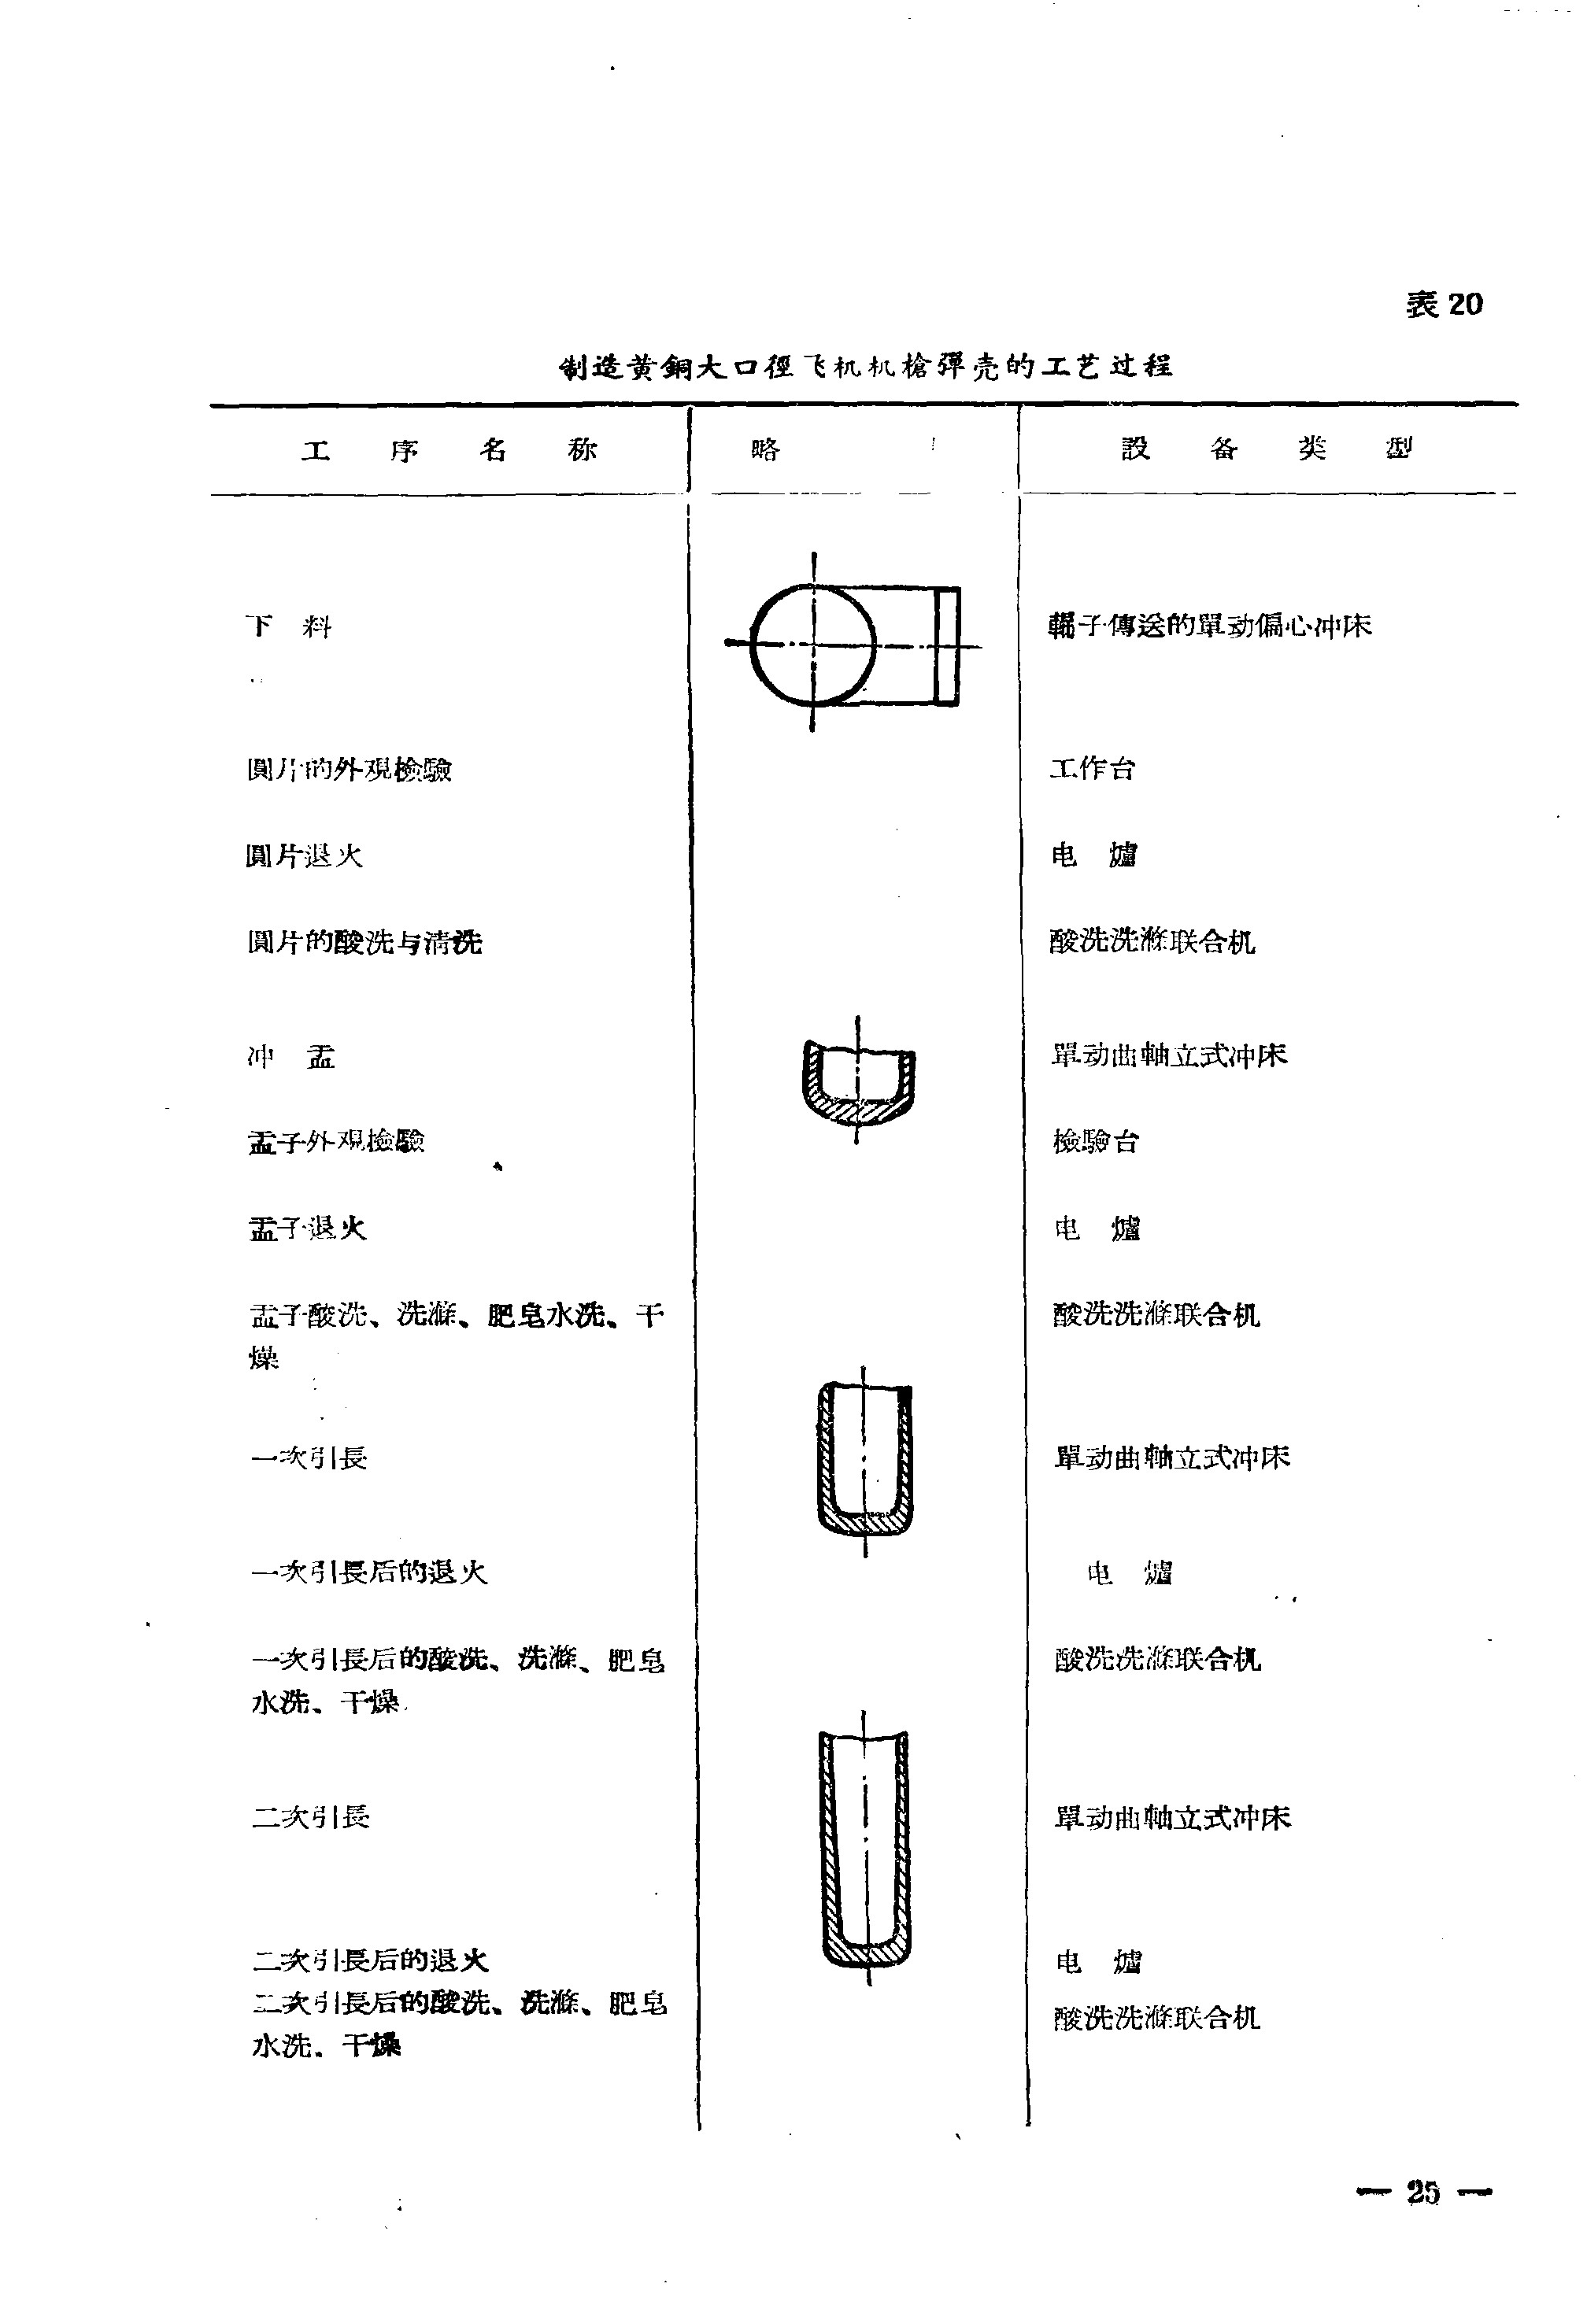 表 20
制造黄銅大口徑飞机机槍彈壳的工艺过程
工序名称 略 設备类型
下 料 輥子傳送的單动偏心冲床
圓片的外观檢驗 工作台
圓片退火 电 爐
圓片的酸洗与清洗 酸洗洗滌联合机
冲 盂 單动曲軸立式冲床
盂子外观檢驗 檢驗台
盂子退火 电 爐
盂子酸洗、洗滌、肥皂水洗、干 酸洗洗滌联合机
燥
一次引長 單动曲軸立式冲床
一次引長后的退火 电 爐
一次引長后的酸洗、洗滌、肥皂 酸洗洗滌联合机
水洗、干燥
二次引長 單动曲軸立式冲床
二次引長后的退火 电 爐
二次引長后的酸洗、洗滌、肥皂 酸洗洗滌联合机
水洗、干燥
— 25 —